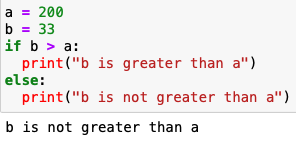 a = 200
b = 33
if b > a:
  print("b is greater than a")
else:
  print("b is not greater than a")
b is not greater than a